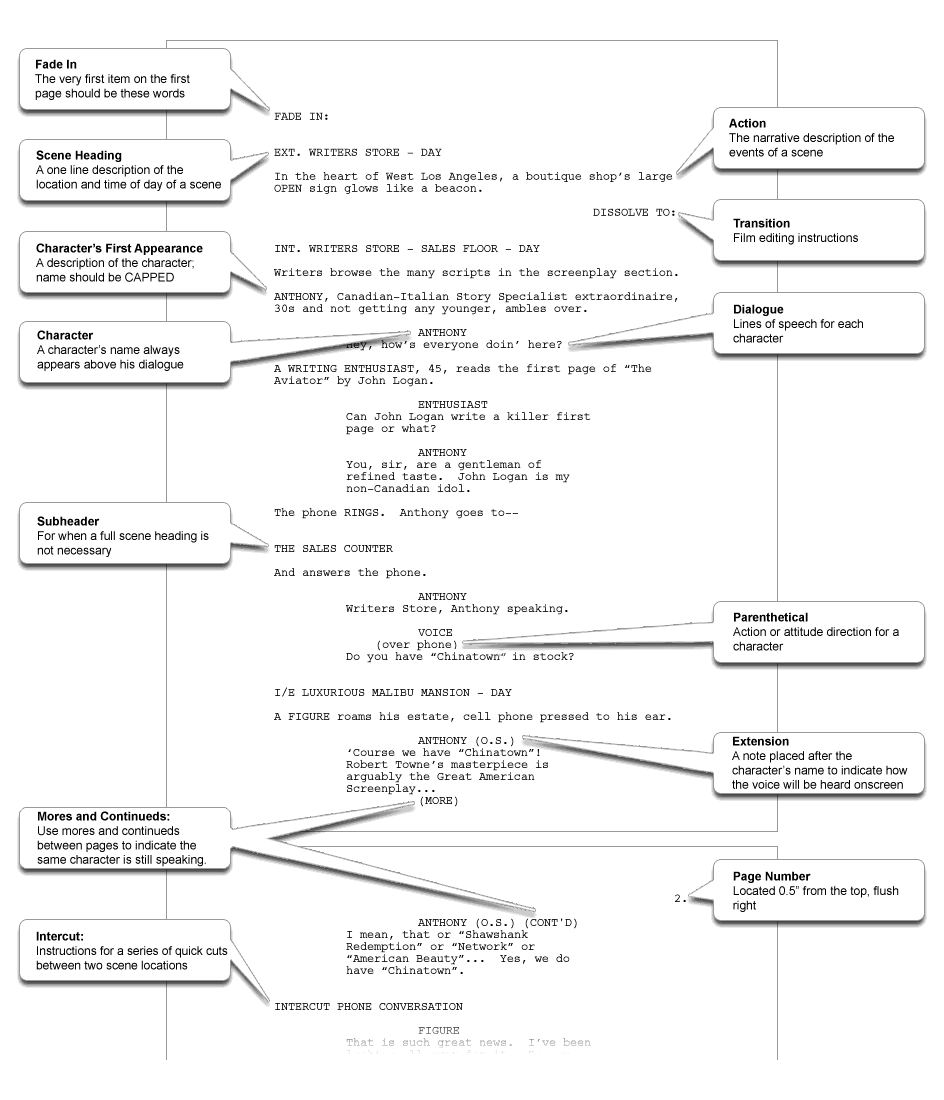 Fade In
The very first item on the first
page should be these words
FADE IN:
Action
The narrative description of the
events of a scene
Scene Heading
A one line description of the
location and time of day of a scene
EXT. WRITERS STORE - DAY
In the heart of West Los Angeles, a boutique shop's large
OPEN sign glows like a beacon.
DISSOLVE TO:
Transition
Film editing instructions
Character's First Appearance
A description of the character;
name should be CAPPED
INT. WRITERS STORE - SALES FLOOR - DAY
Writers browse the many scripts in the screenplay section.
ANTHONY, Canadian-Italian Story Specialist extraordinaire,
30s and not getting any younger, ambles over.
Dialogue
Lines of speech for each
character
Character
A character's name always
appears above his dialogue
ANTHONY
Hey, how's everyone doin' here?
A WRITING ENTHUSIAST, 45, reads the first page of “The
Aviator” by John Logan.
ENTHUSIAST
Can John Logan write a killer first
page or what?
ANTHONY
You, sir, are a gentleman of
refined taste.  John Logan is my
non-Canadian idol.
The phone RINGS.  Anthony goes to--
Subheader
For when a full scene heading is
not necessary
THE SALES COUNTER
And answers the phone.
ANTHONY
Writers Store, Anthony speaking.
Parenthetical
Action or attitude direction for a
character
VOICE
(over phone)
Do you have “Chinatown” in stock?
I/E LUXURIOUS MALIBU MANSION - DAY
A FIGURE roams his estate, cell phone pressed to his ear.
Extension
A note placed after the
character's name to indicate how
the voice will be heard onscreen
ANTHONY (O.S.)
‘Course we have “Chinatown”!
Robert Towne's masterpiece is
arguably the Great American
Screenplay...
(MORE)
Mores and Continueds:
Use mores and continueds
between pages to indicate the
same character is still speaking.
Page Number
Located 0.5” from the top, flush
right
2.
ANTHONY (O.S.) (CONT'D)
I mean, that or “Shawshank
Redemption” or “Network” or
“American Beauty”...  Yes, we do
have “Chinatown”.
Intercut:
Instructions for a series of quick cuts
between two scene locations
INTERCUT PHONE CONVERSATION
FIGURE
That is such great news.  I've been